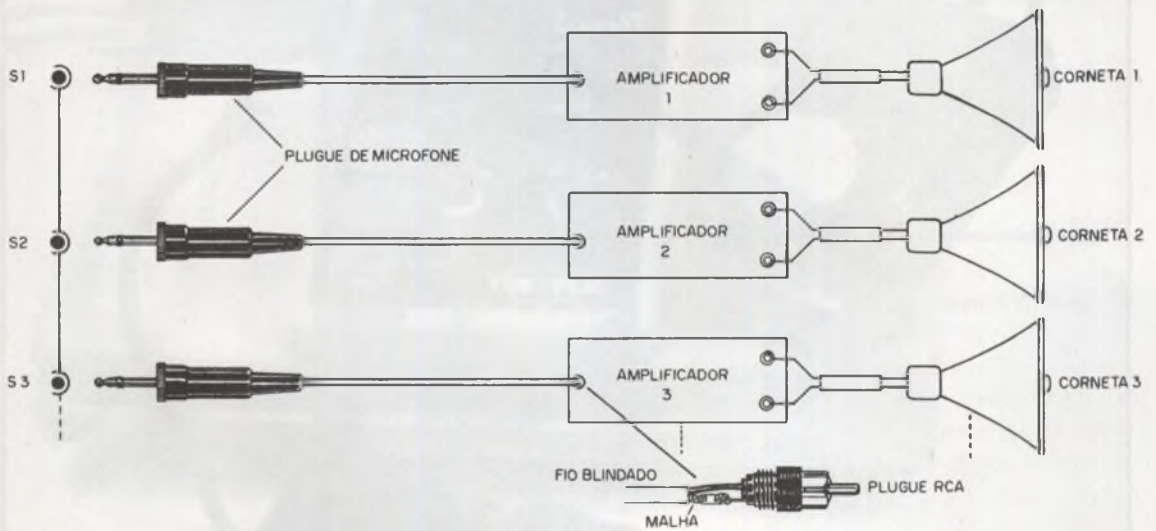 S1
AMPLIFICADOR
1
CORNETA 1.
PLUGUE DE MICROFONE
S2
AMPLIFICADOR
2
CORNETA 2
S3
AMPLIFICADOR
3
CORNETA 3
FIO BLINDADO
PLUGUE RCA
MALHA